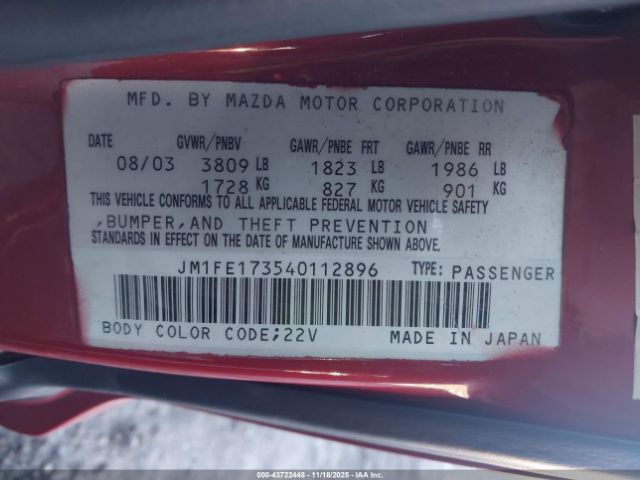 MFD. BY MAZDA MOTOR CORPORATION
DATE GVWR/PNBV GAWR/PNBE FRT GAWR/PNBE RR
08/03 3809 LB 1823 LB 1986 LB
1728 KG 827 KG 901 KG
THIS VEHICLE CONFORMS TO ALL APPLICABLE FEDERAL MOTOR VEHICLE SAFETY
,BUMPER,AND THEFT PREVENTION
STANDARDS IN EFFECT ON THE DATE OF MANUFACTURE SHOWN ABOVE.
JM1FE173540112896 TYPE: PASSENGER
BODY COLOR CODE;22V MADE IN JAPAN
© IAA (43722448 - 11/18/2025 - IAAC)